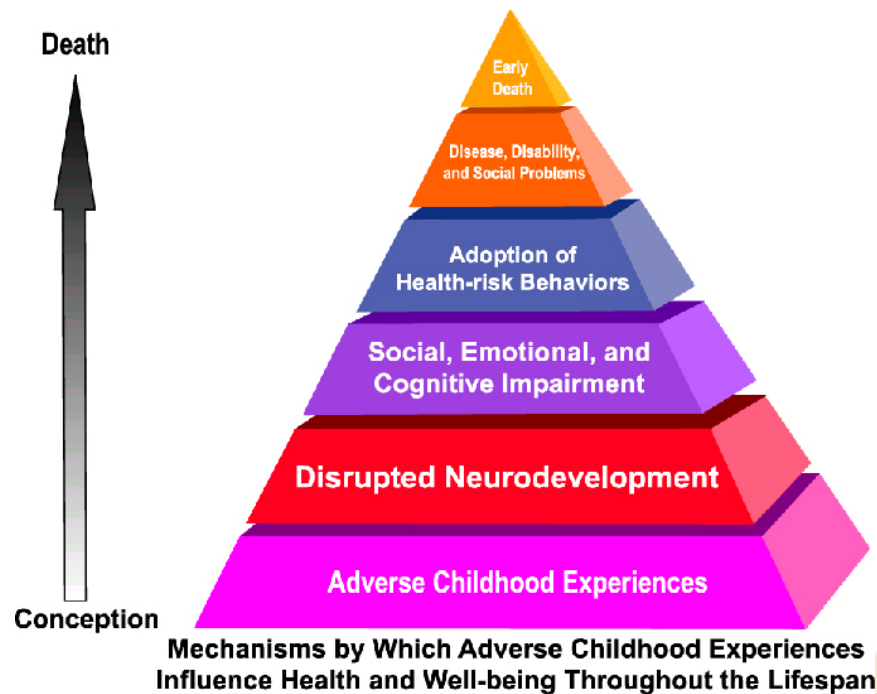 Death
Early
Death
Disease, Disability,
and Social Problems
Adoption of
Health-risk Behaviors
Social, Emotional, and
Cognitive Impairment
Disrupted Neurodevelopment
Adverse Childhood Experiences
Conception
Mechanisms by Which Adverse Childhood Experiences
Influence Health and Well-being Throughout the Lifespan